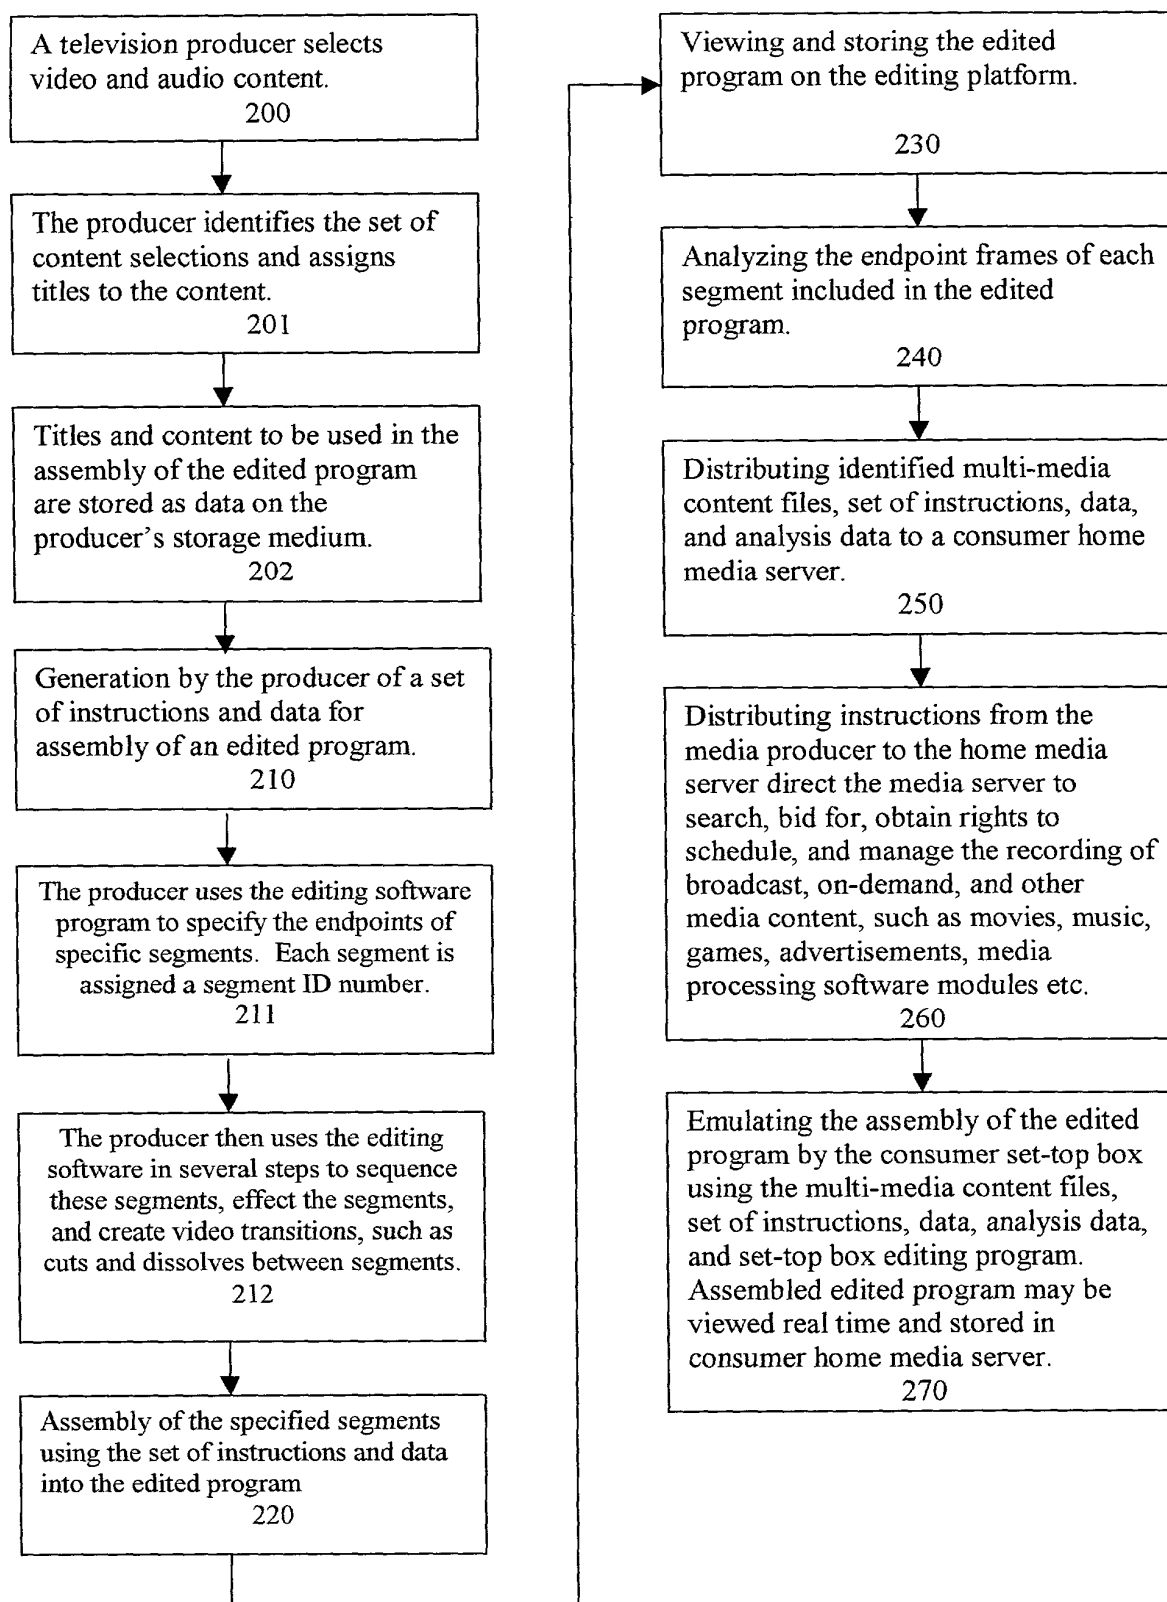 A television producer selects
video and audio content.
200
The producer identifies the set of
content selections and assigns
titles to the content.
201
Titles and content to be used in the
assembly of the edited program
are stored as data on the
producer's storage medium.
202
Generation by the producer of a set
of instructions and data for
assembly of an edited program.
210
The producer uses the editing software
program to specify the endpoints of
specific segments. Each segment is
assigned a segment ID number.
211
The producer then uses the editing
software in several steps to sequence
these segments, effect the segments,
and create video transitions, such as
cuts and dissolves between segments.
212
Assembly of the specified segments
using the set of instructions and data
into the edited program
220
Viewing and storing the edited
program on the editing platform.
230
Analyzing the endpoint frames of each
segment included in the edited
program.
240
Distributing identified multi-media
content files, set of instructions, data,
and analysis data to a consumer home
media server.
250
Distributing instructions from the
media producer to the home media
server direct the media server to
search, bid for, obtain rights to
schedule, and manage the recording of
broadcast, on-demand, and other
media content, such as movies, music,
games, advertisements, media
processing software modules etc.
260
Emulating the assembly of the edited
program by the consumer set-top box
using the multi-media content files,
set of instructions, data, analysis data,
and set-top box editing program.
Assembled edited program may be
viewed real time and stored in
consumer home media server.
270